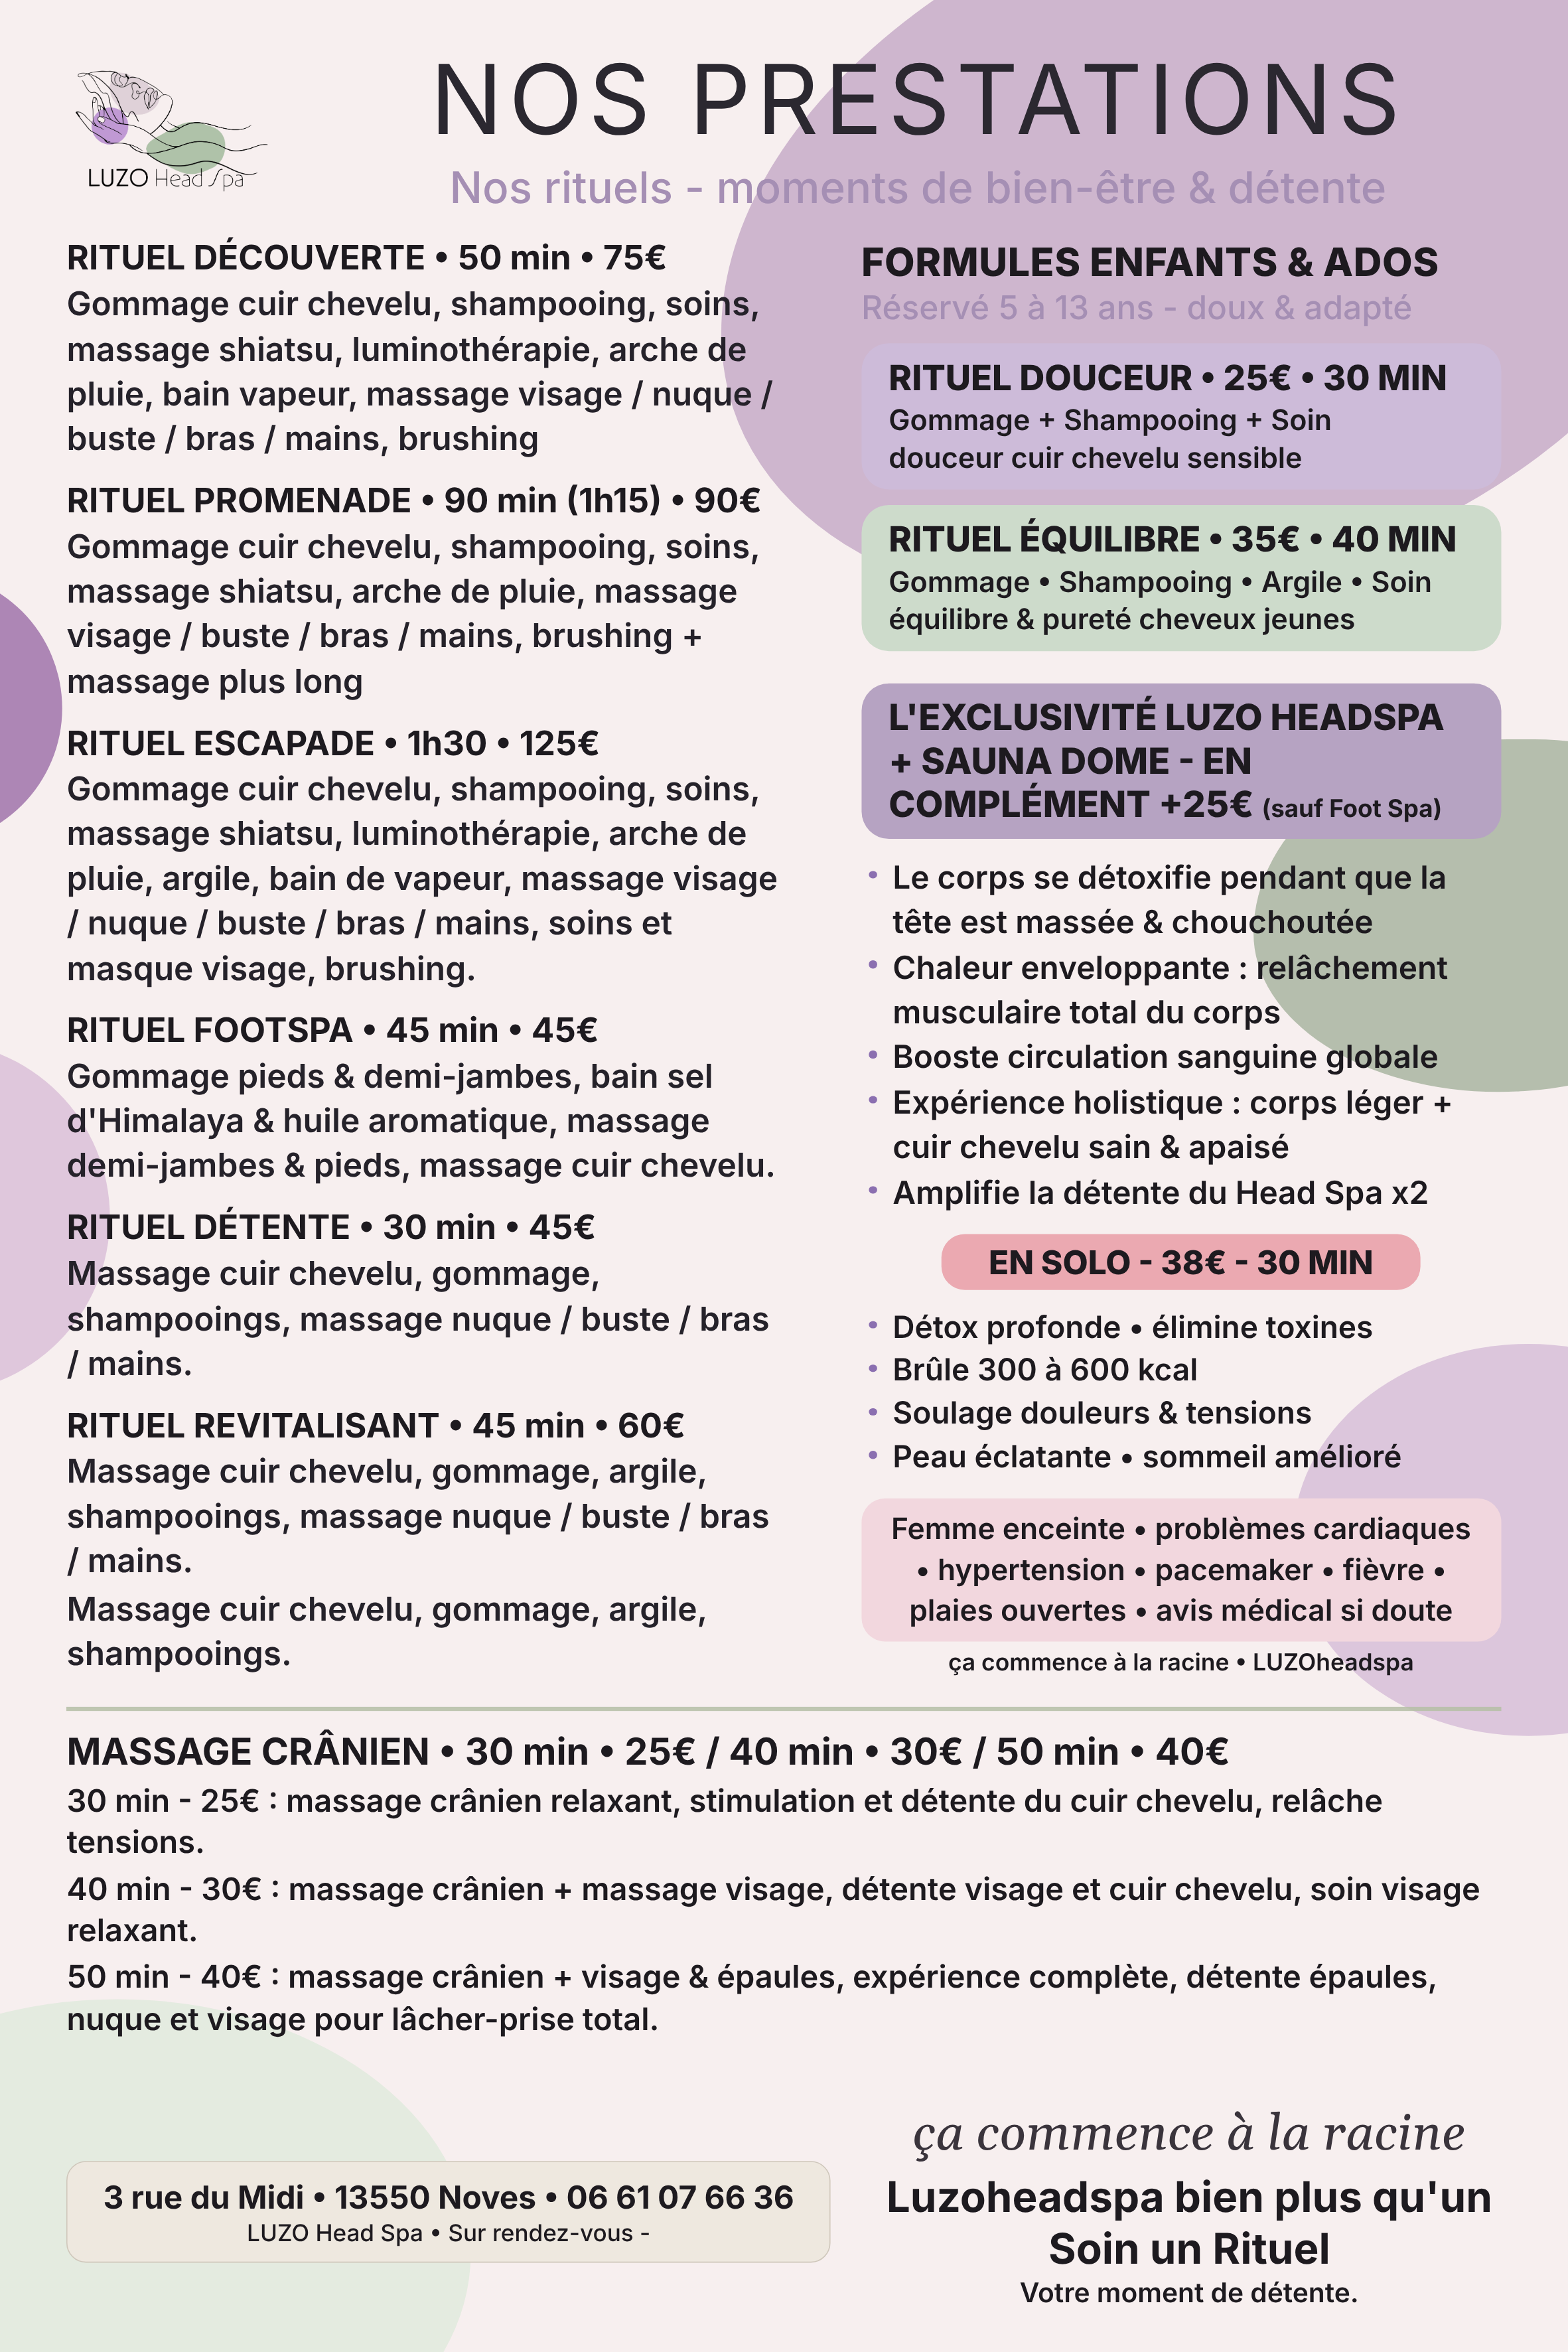 LUZO Head Spa
NOS PRESTATIONS
Nos rituels - moments de bien-être & détente
RITUEL DÉCOUVERTE • 50 min • 75€
Gommage cuir chevelu, shampooing, soins,
massage shiatsu, luminothérapie, arche de
pluie, bain vapeur, massage visage / nuque /
buste / bras / mains, brushing
RITUEL PROMENADE • 90 min (1h15) • 90€
Gommage cuir chevelu, shampooing, soins,
massage shiatsu, arche de pluie, massage
visage / buste / bras / mains, brushing +
massage plus long
RITUEL ESCAPADE • 1h30 • 125€
Gommage cuir chevelu, shampooing, soins,
massage shiatsu, luminothérapie, arche de
pluie, argile, bain de vapeur, massage visage
/ nuque / buste / bras / mains, soins et
masque visage, brushing.
RITUEL FOOTSPA • 45 min • 45€
Gommage pieds & demi-jambes, bain sel
d'Himalaya & huile aromatique, massage
demi-jambes & pieds, massage cuir chevelu.
RITUEL DÉTENTE • 30 min • 45€
Massage cuir chevelu, gommage,
shampooings, massage nuque / buste / bras
/ mains.
RITUEL REVITALISANT • 45 min • 60€
Massage cuir chevelu, gommage, argile,
shampooings, massage nuque / buste / bras
/ mains.
Massage cuir chevelu, gommage, argile,
shampooings.
FORMULES ENFANTS & ADOS
Réservé 5 à 13 ans - doux & adapté
RITUEL DOUCEUR • 25€ • 30 MIN
Gommage + Shampooing + Soin
douceur cuir chevelu sensible
RITUEL ÉQUILIBRE • 35€ • 40 MIN
Gommage • Shampooing • Argile • Soin
équilibre & pureté cheveux jeunes
L'EXCLUSIVITÉ LUZO HEADSPA
+ SAUNA DOME - EN
COMPLÉMENT +25€ (sauf Foot Spa)
• Le corps se détoxifie pendant que la
tête est massée & chouchoutée
• Chaleur enveloppante : relâchement
musculaire total du corps
• Booste circulation sanguine globale
• Expérience holistique : corps léger +
cuir chevelu sain & apaisé
• Amplifie la détente du Head Spa x2
EN SOLO - 38€ - 30 MIN
• Détox profonde • élimine toxines
• Brûle 300 à 600 kcal
• Soulage douleurs & tensions
• Peau éclatante • sommeil amélioré
Femme enceinte • problèmes cardiaques
• hypertension • pacemaker • fièvre •
plaies ouvertes • avis médical si doute
ça commence à la racine • LUZOheadspa
MASSAGE CRÂNIEN • 30 min • 25€ / 40 min • 30€ / 50 min • 40€
30 min - 25€ : massage crânien relaxant, stimulation et détente du cuir chevelu, relâche
tensions.
40 min - 30€ : massage crânien + massage visage, détente visage et cuir chevelu, soin visage
relaxant.
50 min - 40€ : massage crânien + visage & épaules, expérience complète, détente épaules,
nuque et visage pour lâcher-prise total.
3 rue du Midi • 13550 Noves • 06 61 07 66 36
LUZO Head Spa • Sur rendez-vous -
ça commence à la racine
Luzoheadspa bien plus qu'un
Soin un Rituel
Votre moment de détente.